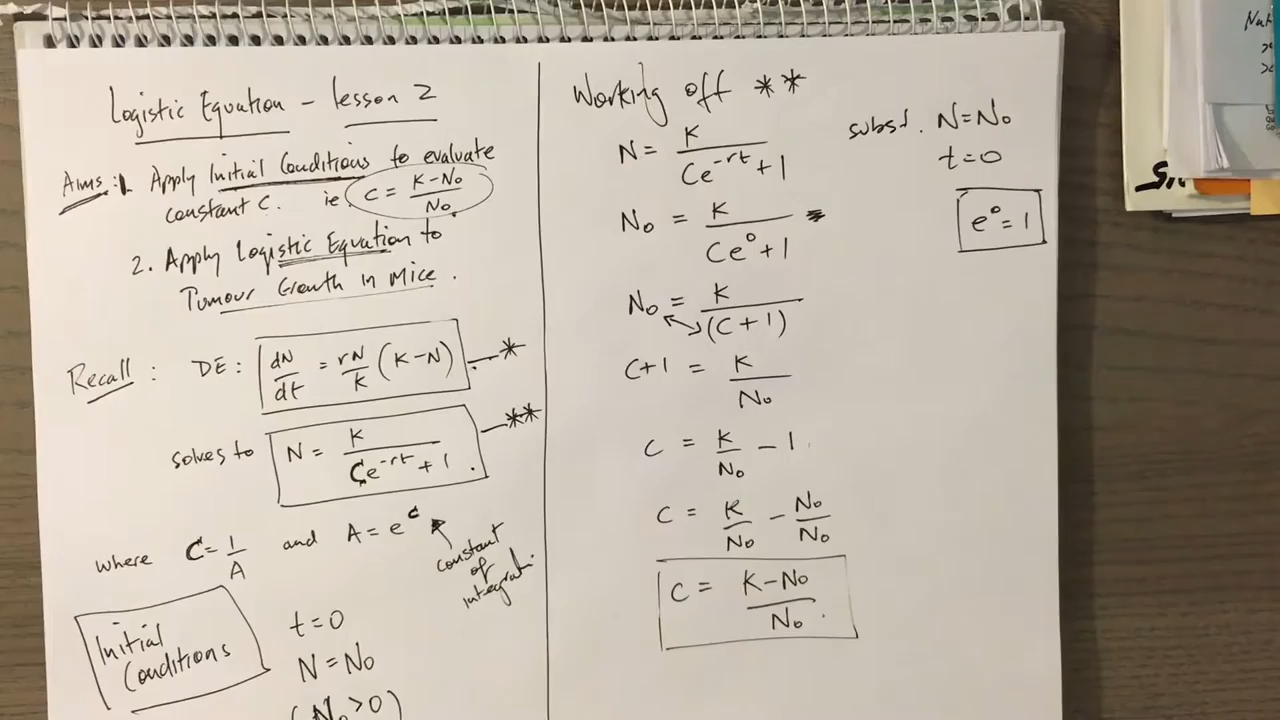 Logistic Equation - lesson 2
Aims: 1. Apply Initial Conditions to evaluate
constant C. ie. C = K-N₀/N₀.
2. Apply Logistic Equation to
Tumour Growth in Mice.
Recall: DE: dN/dt = rN/K (K-N) —*
solves to N = K/(Ce^-rt + 1). —**
where C = 1/A and A = e^c
constant
of
Initial
Conditions
t=0
N=N₀
(N₀>0)
Working off **
N = K/(Ce^-rt + 1)
subst. N=N₀
t=0
N₀ = K/(Ce⁰+1)
e⁰=1
N₀ = K/(C+1)
C+1 = K/N₀
C = K/N₀ - 1
C = K/N₀ - N₀/N₀
C = K-N₀/N₀.